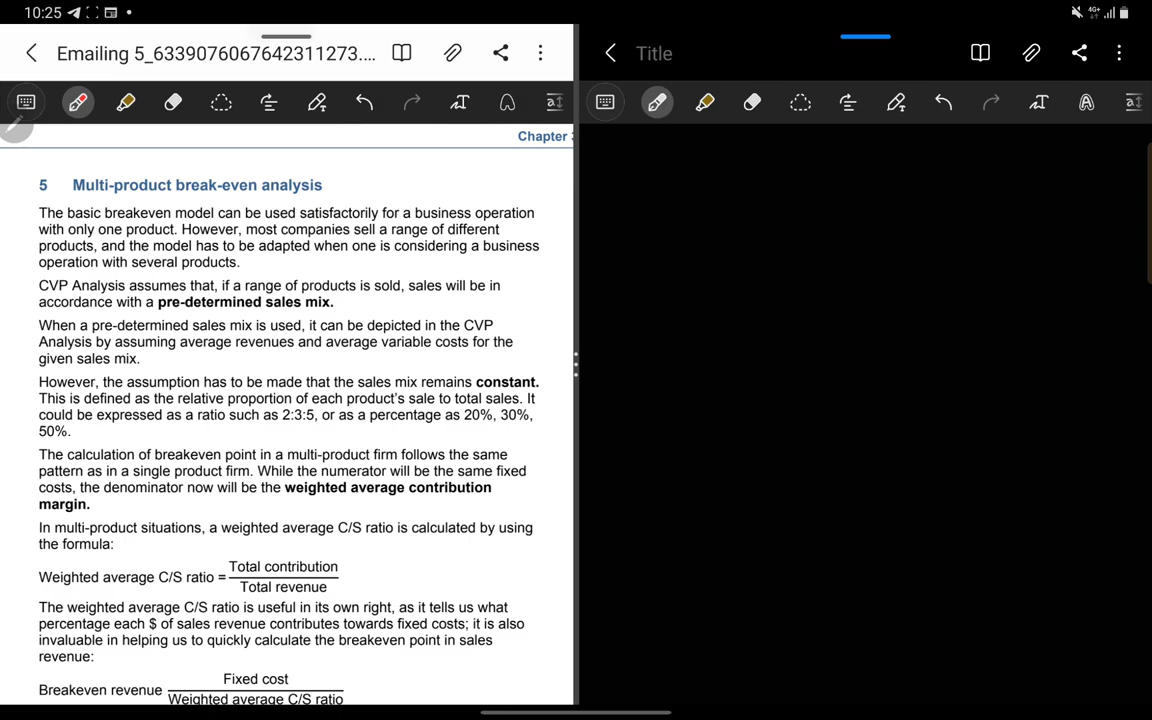 10:25
4G+
Emailing 5_6339076067642311273....
Title
Chapter
5 Multi-product break-even analysis
The basic breakeven model can be used satisfactorily for a business operation
with only one product. However, most companies sell a range of different
products, and the model has to be adapted when one is considering a business
operation with several products.
CVP Analysis assumes that, if a range of products is sold, sales will be in
accordance with a pre-determined sales mix.
When a pre-determined sales mix is used, it can be depicted in the CVP
Analysis by assuming average revenues and average variable costs for the
given sales mix.
However, the assumption has to be made that the sales mix remains constant.
This is defined as the relative proportion of each product's sale to total sales. It
could be expressed as a ratio such as 2:3:5, or as a percentage as 20%, 30%,
50%.
The calculation of breakeven point in a multi-product firm follows the same
pattern as in a single product firm. While the numerator will be the same fixed
costs, the denominator now will be the weighted average contribution
margin.
In multi-product situations, a weighted average C/S ratio is calculated by using
the formula:
Total contribution
Weighted average C/S ratio =
Total revenue
The weighted average C/S ratio is useful in its own right, as it tells us what
percentage each $ of sales revenue contributes towards fixed costs; it is also
invaluable in helping us to quickly calculate the breakeven point in sales
revenue:
Fixed cost
Breakeven revenue
Weighted average C/S ratio